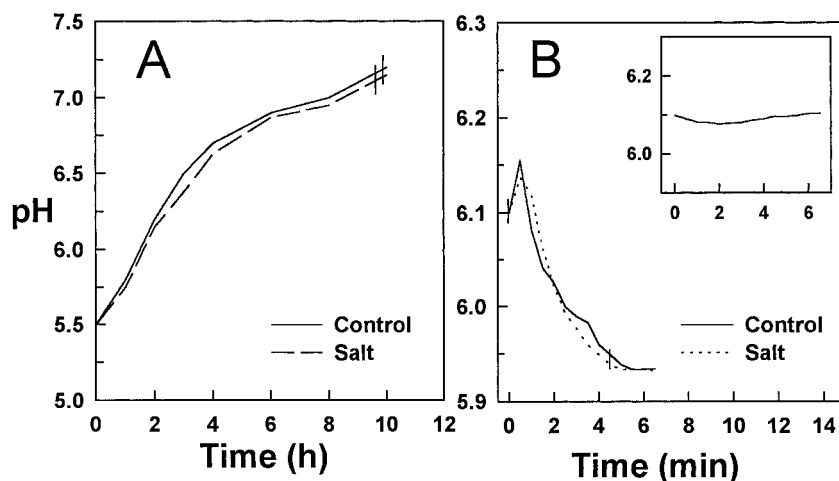 A
7.5
7.0
6.5
6.0
5.5
5.0
pH
0 2 4 6 8 10 12
Time (h)
Control
Salt
B
6.3
6.2
6.1
6.0
5.9
0 2 4 6 8 10 12 14
Time (min)
Control
Salt
6.2
6.0
0 2 4 6